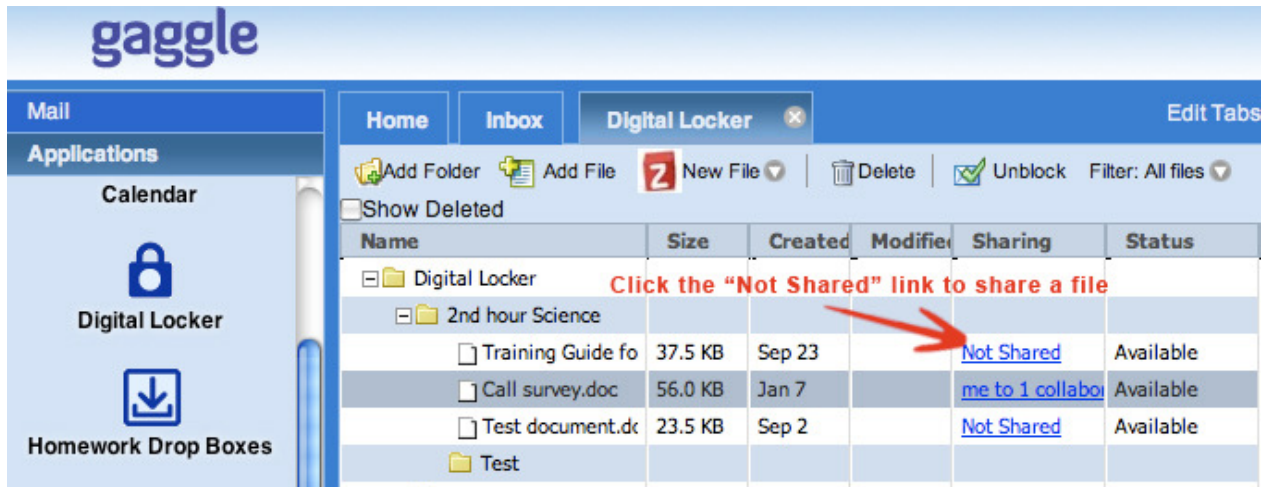 gaggle
Mail
Applications
Calendar
Digital Locker
Homework Drop Boxes
Home Inbox Digital Locker Edit Tabs
Add Folder Add File New File Delete Unblock Filter: All files
Show Deleted
Name Size Created Modified Sharing Status
Digital Locker
Click the “Not Shared” link to share a file
2nd hour Science
Training Guide fo 37.5 KB Sep 23 Not Shared Available
Call survey.doc 56.0 KB Jan 7 me to 1 collabor Available
Test document.dc 23.5 KB Sep 2 Not Shared Available
Test